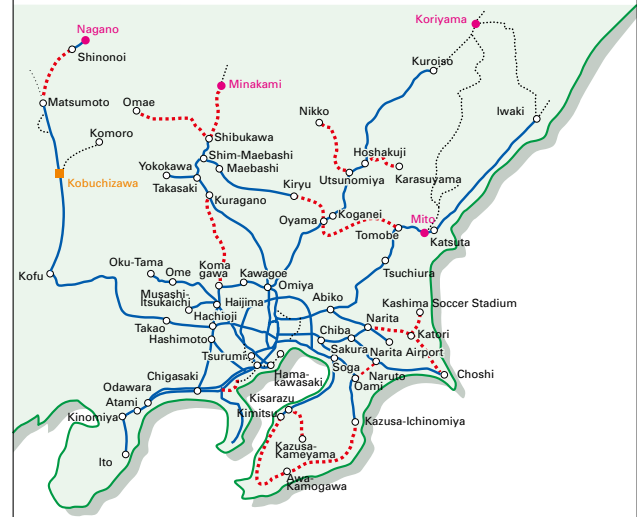 Koriyama
Nagano
Shinonoi
Kuroiso
Minakami
Matsumoto
Omae
Nikko
Iwaki
Komoro
Shibukawa
Hoshakuji
Shim-Maebashi
Maebashi
Yokokawa
Takasaki
Utsunomiya
Karasuyama
Kobuchizawa
Kiryu
Kuragano
Koganei
Oyama
Mito
Tomobe
Katsuta
Oku-Tama
Ome
Koma
gawa
Kawagoe
Omiya
Tsuchiura
Kofu
Musashi-
Itsukaichi
Haijima
Abiko
Kashima Soccer Stadium
Hachioji
Takao
Hashimoto
Chiba
Narita
Katori
Tsurumi
Sakura
Narita Airport
Chigasaki
Hama-
kawasaki
Soga
Oami
Naruto
Choshi
Odawara
Atami
Kinomiya
Kisarazu
Kimitsu
Kazusa-Ichinomiya
Kazusa-
Kameyama
Ito
Awa-
Kamogawa